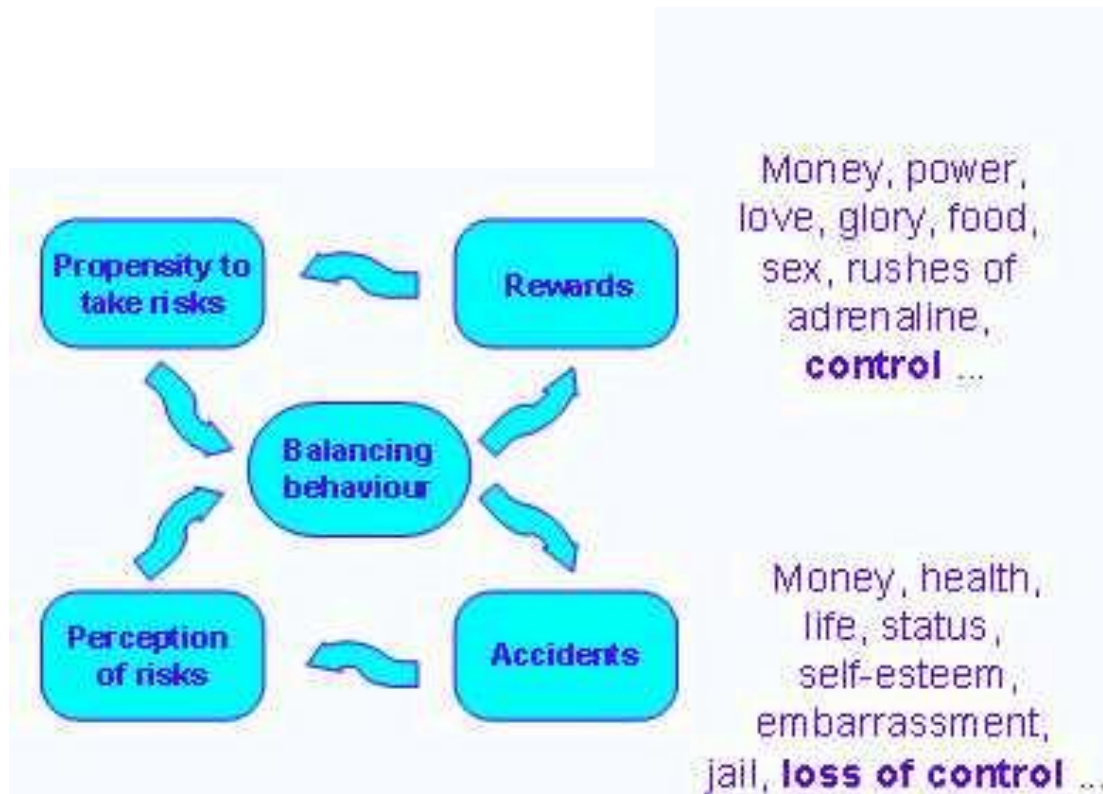 Money, power,
love, glory, food,
sex, rushes of
adrenaline,
control ...
Propensity to
take risks
Rewards
Balancing
behaviour
Perception
of risks
Accidents
Money, health,
life, status,
self-esteem,
embarrassment,
jail, loss of control ...